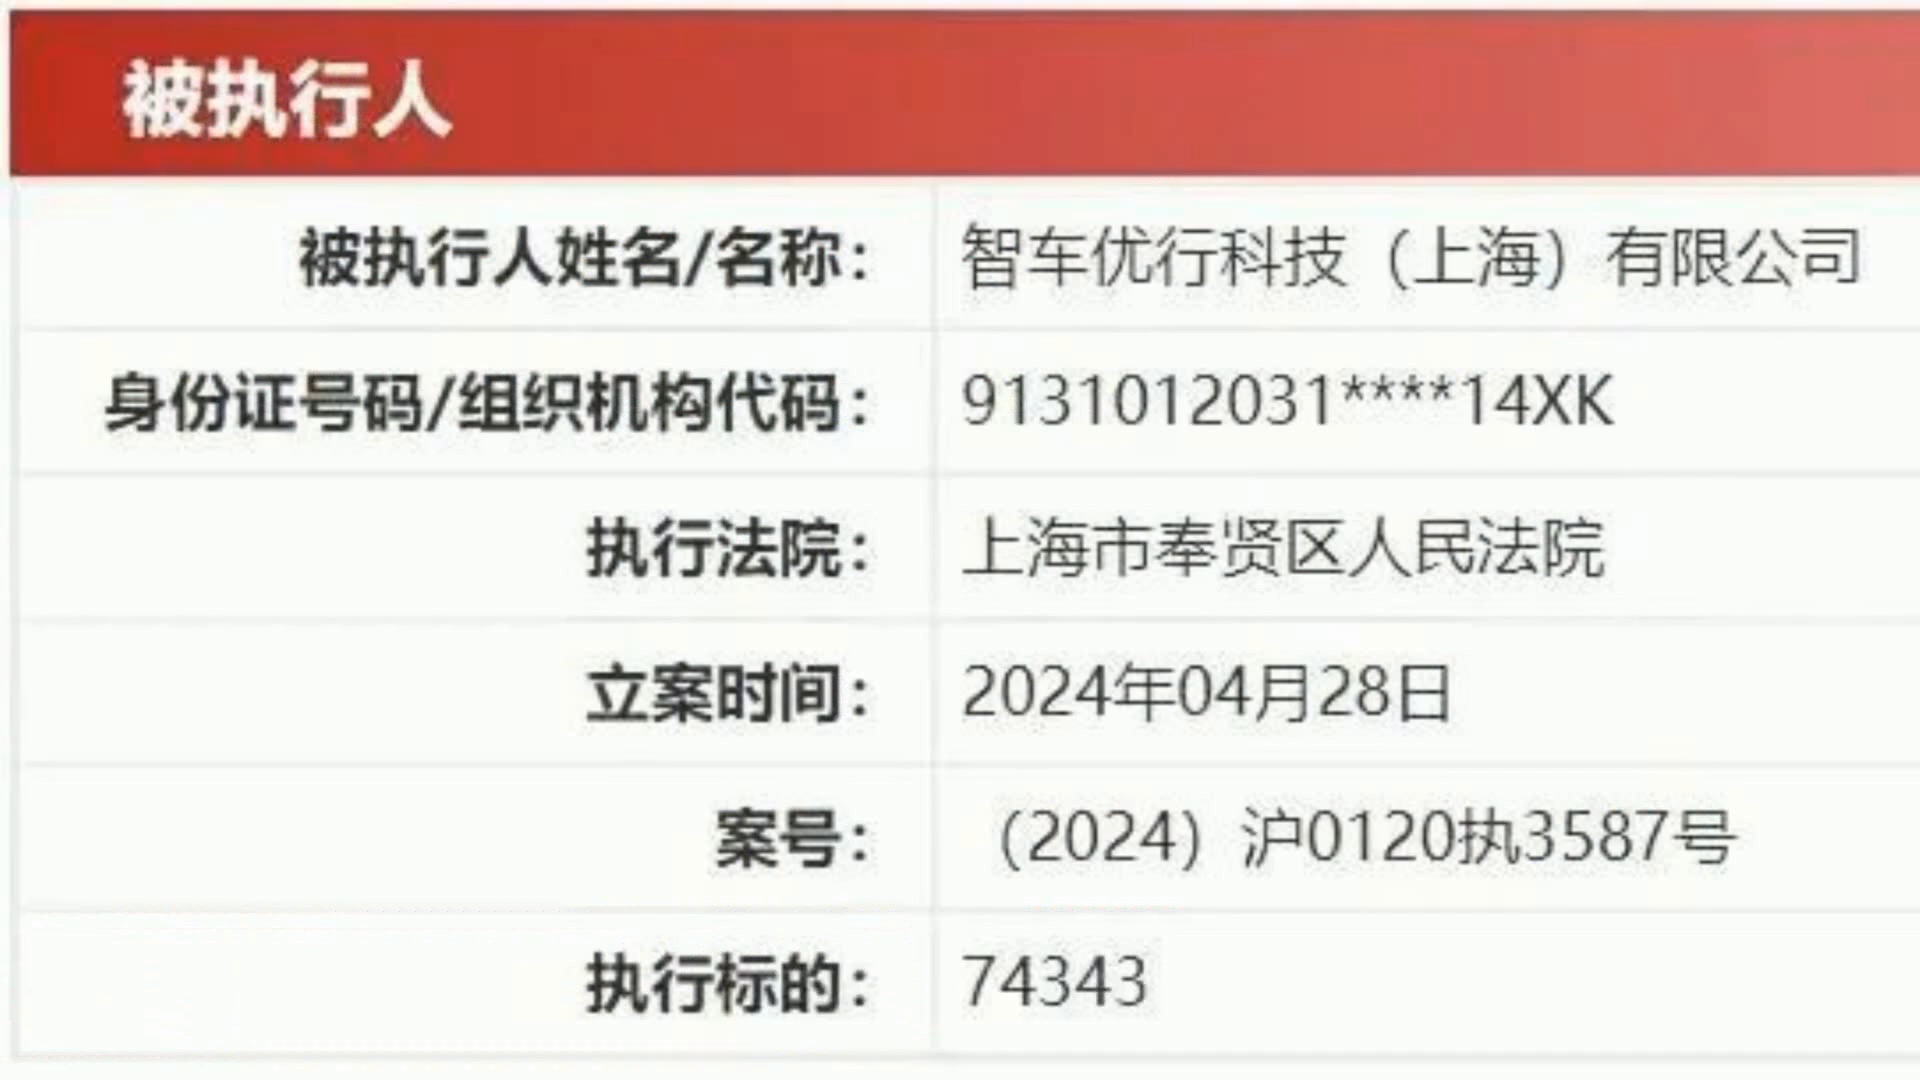 被执行人
被执行人姓名/名称： 智车优行科技（上海）有限公司
身份证号码/组织机构代码： 9131012031****14XK
执行法院： 上海市奉贤区人民法院
立案时间： 2024年04月28日
案号： （2024）沪0120执3587号
执行标的： 74343